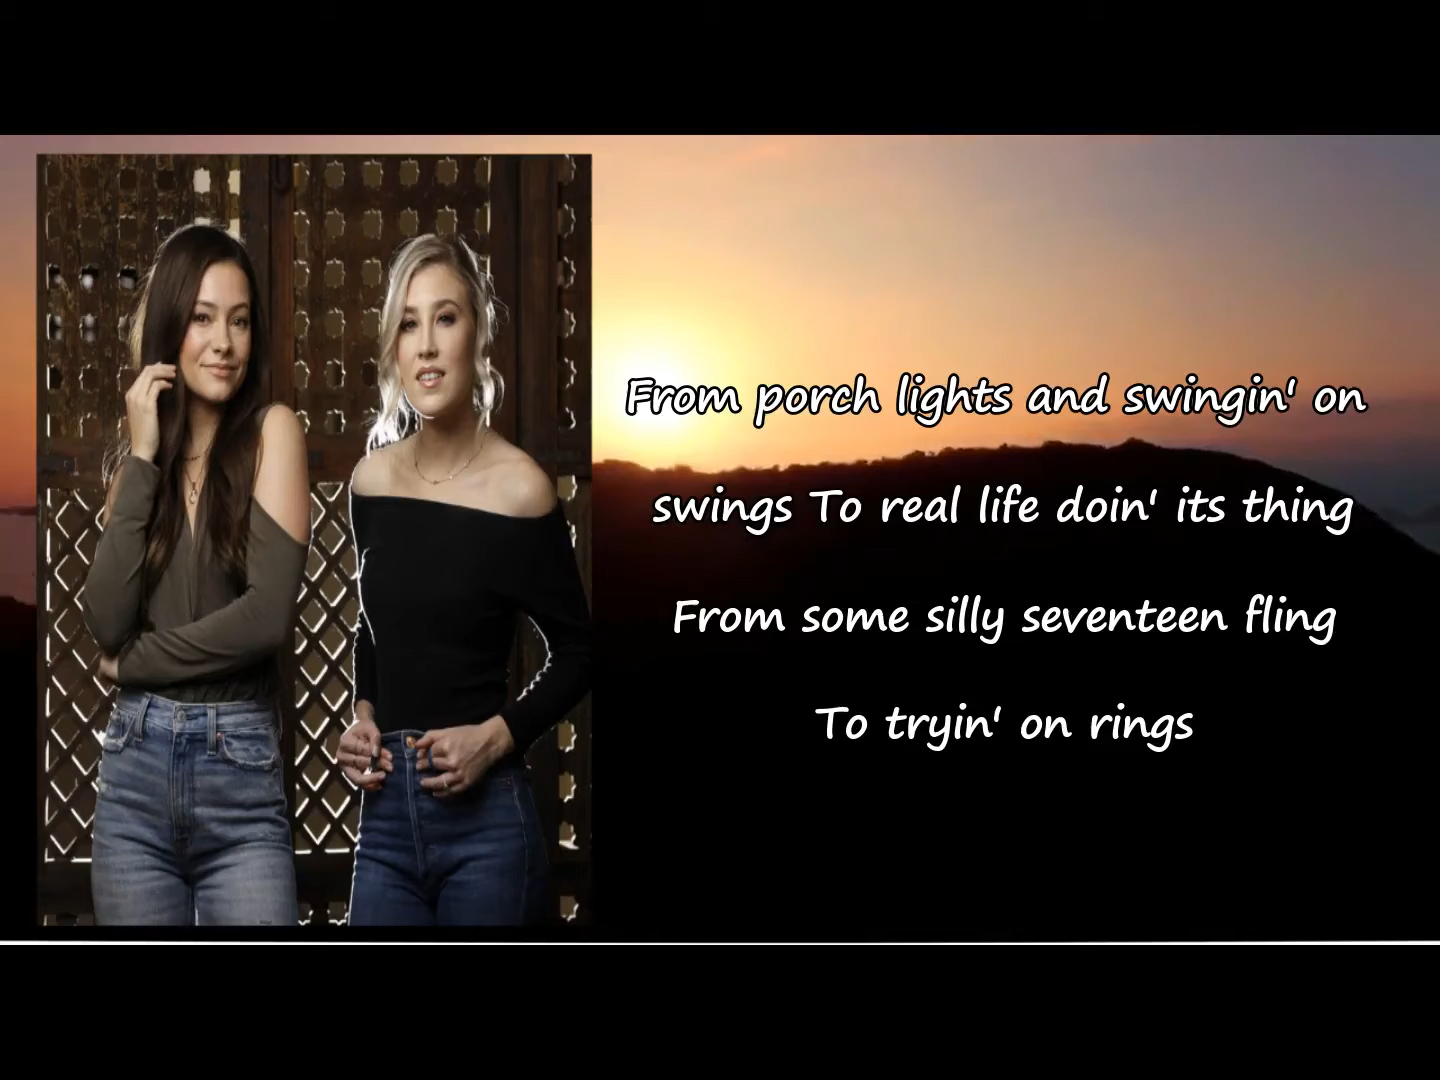 From porch lights and swingin' on
swings To real life doin' its thing
From some silly seventeen fling
To tryin' on rings